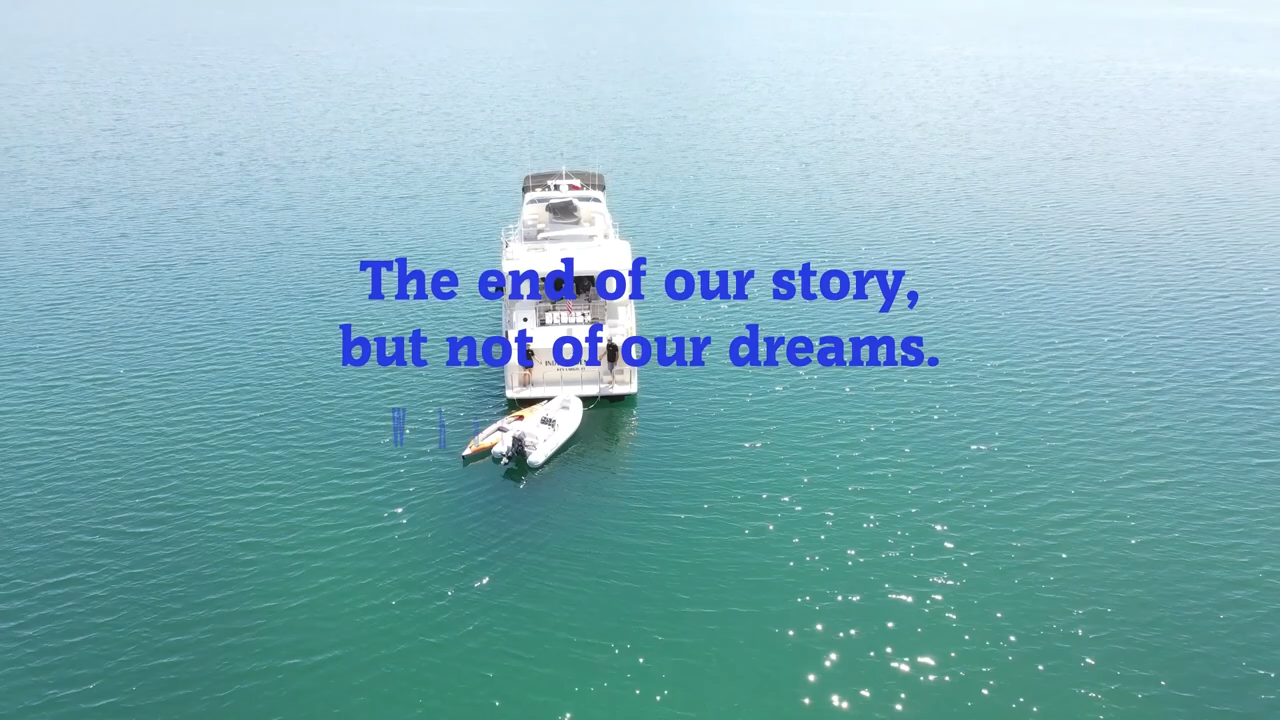 The end of our story,
but not of our dreams.